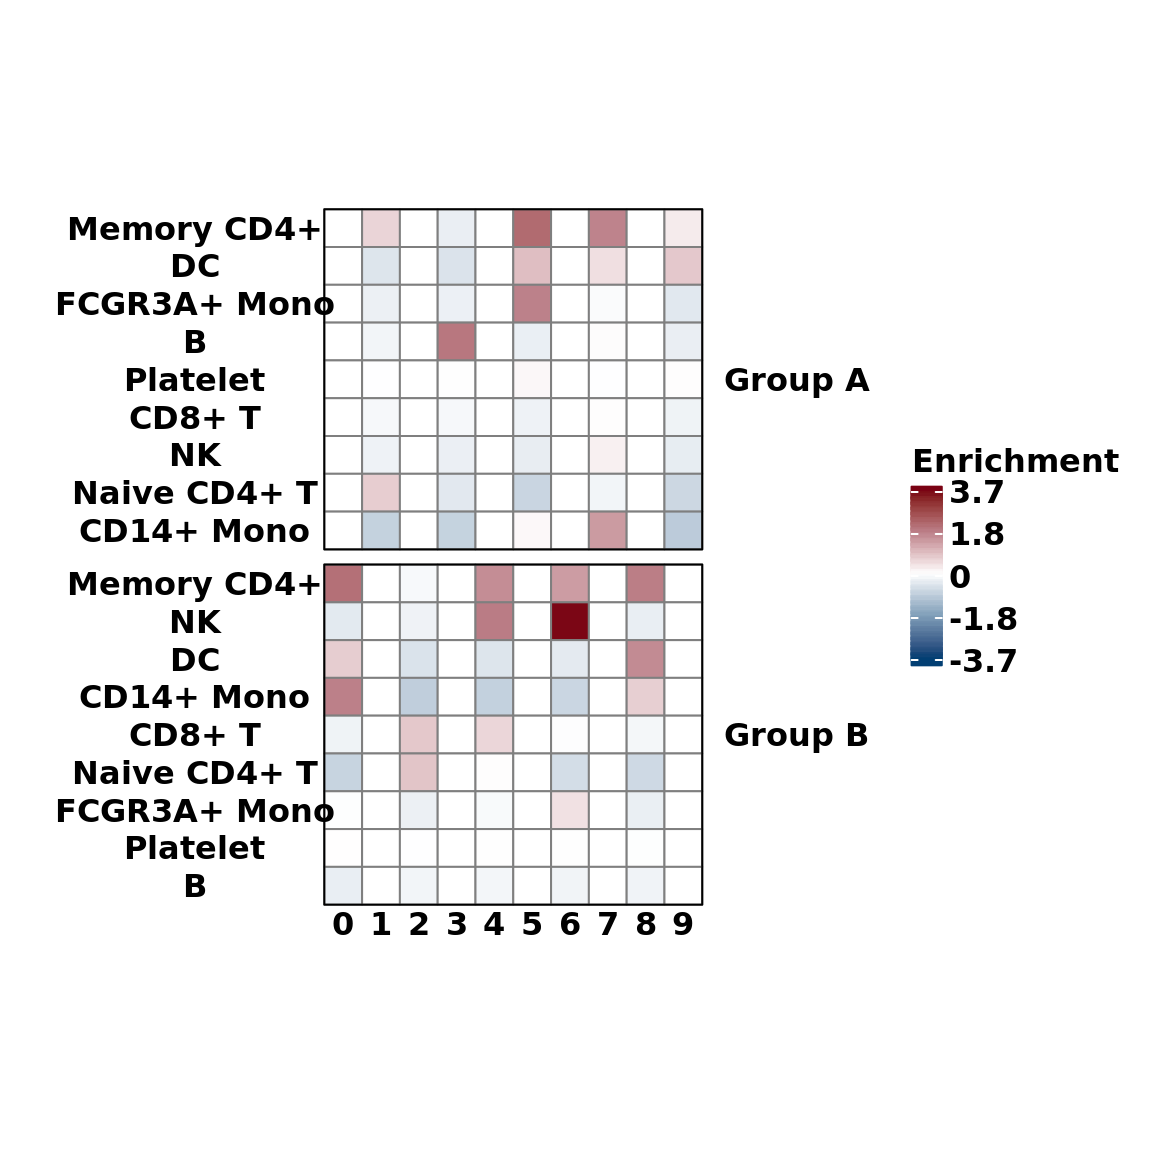 Memory CD4+
DC
FCGR3A+ Mono
B
Platelet
CD8+ T
NK
Naive CD4+ T
CD14+ Mono
Group A
Memory CD4+
NK
DC
CD14+ Mono
CD8+ T
Naive CD4+ T
FCGR3A+ Mono
Platelet
B
Group B
0 1 2 3 4 5 6 7 8 9
Enrichment
3.7
1.8
0
-1.8
-3.7